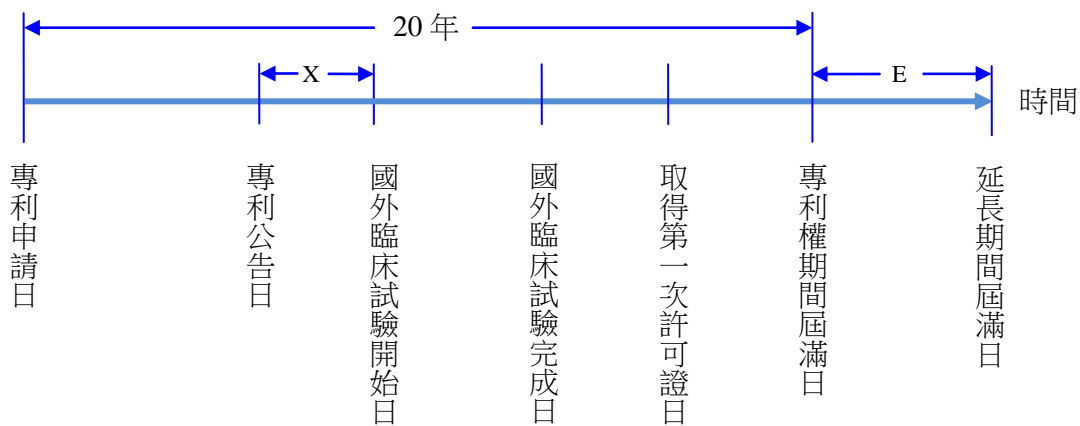 20 年
X
E
時間
專利申請日
專利公告日
國外臨床試驗開始日
國外臨床試驗完成日
取得第一次許可證日
專利權期間屆滿日
延長期間屆滿日